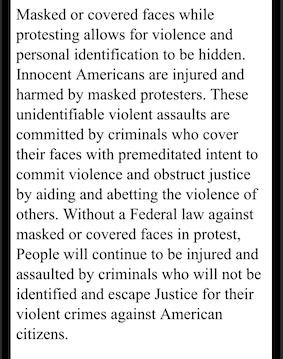 Masked or covered faces while
protesting allows for violence and
personal identification to be hidden.
Innocent Americans are injured and
harmed by masked protesters. These
unidentifiable violent assaults are
committed by criminals who cover
their faces with premeditated intent to
commit violence and obstruct justice
by aiding and abetting the violence of
others. Without a Federal law against
masked or covered faces in protest,
People will continue to be injured and
assaulted by criminals who will not be
identified and escape Justice for their
violent crimes against American
citizens.